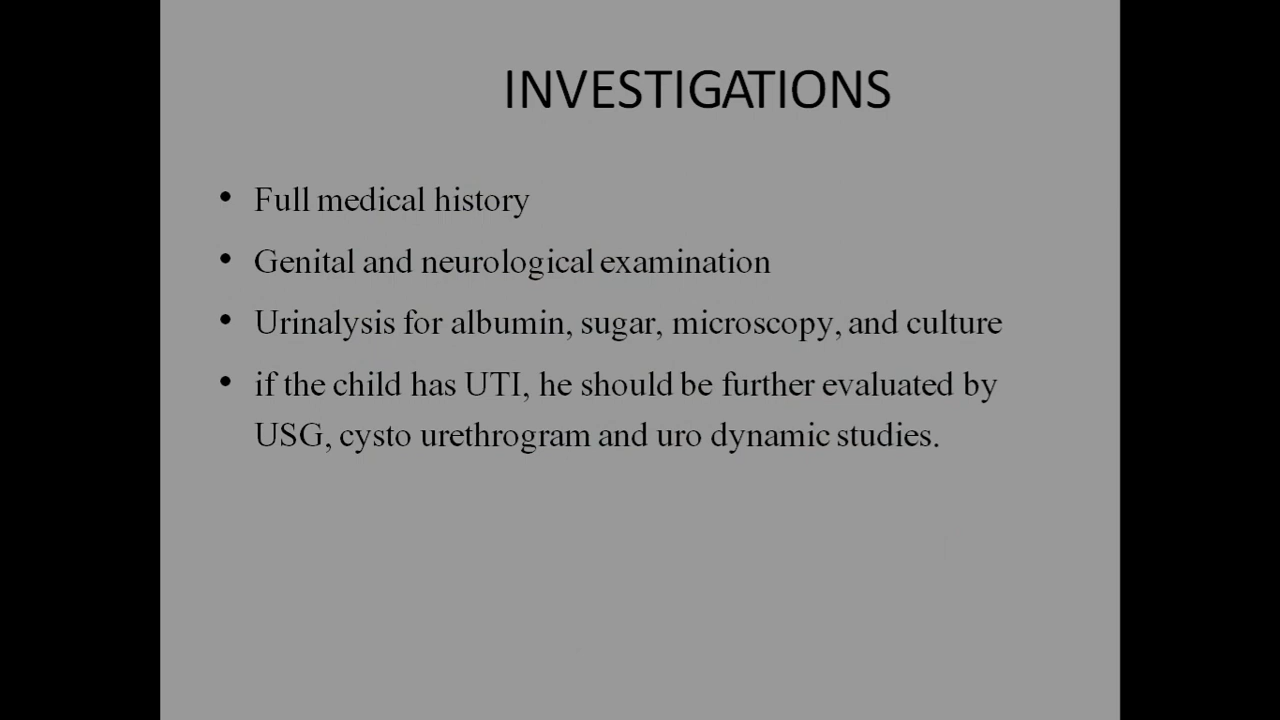 INVESTIGATIONS
• Full medical history
• Genital and neurological examination
• Urinalysis for albumin, sugar, microscopy, and culture
• if the child has UTI, he should be further evaluated by
USG, cysto urethrogram and uro dynamic studies.